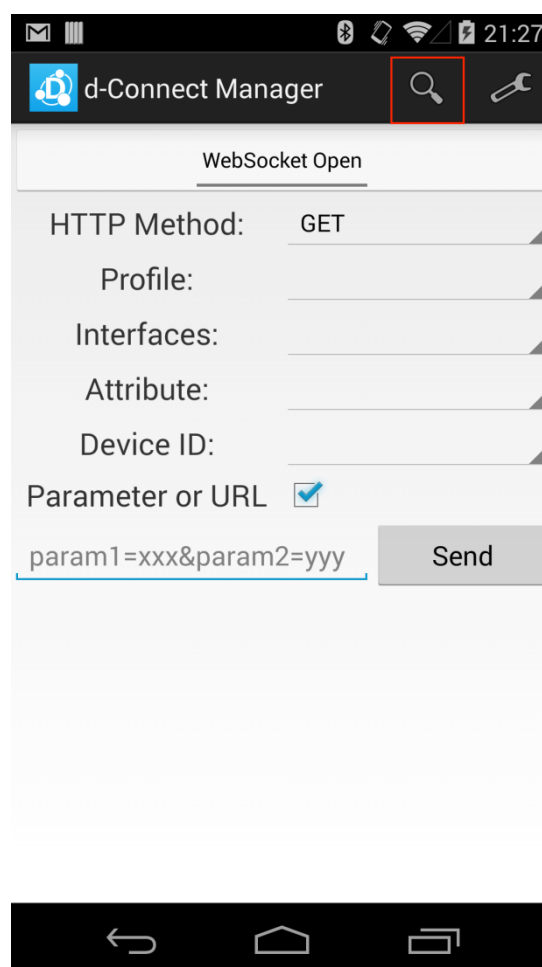 21:27
d-Connect Manager
WebSocket Open
HTTP Method: GET
Profile:
Interfaces:
Attribute:
Device ID:
Parameter or URL
param1=xxx&param2=yyy Send